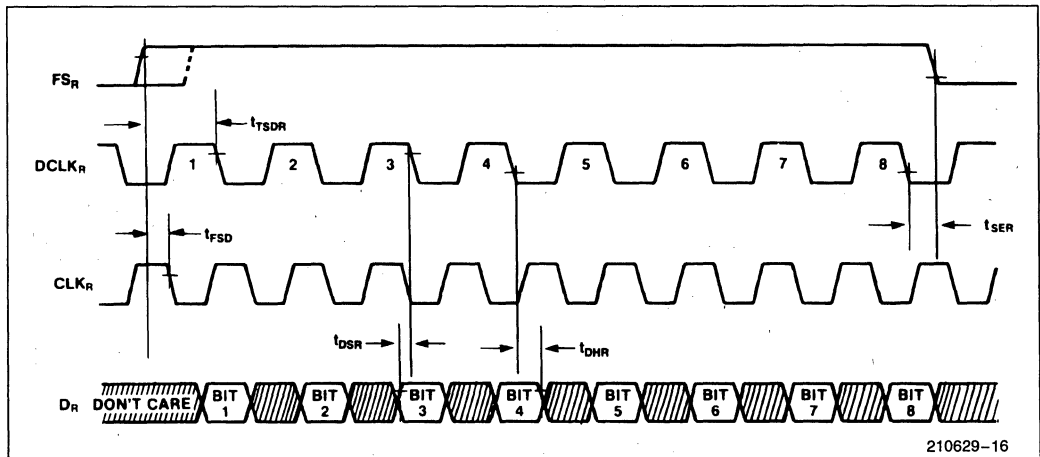 FSR
tTSDR
DCLKR 1 2 3 4 5 6 7 8
tFSD
tSER
CLKR
tDSR
tDHR
DR DON'T CARE BIT 1 BIT 2 BIT 3 BIT 4 BIT 5 BIT 6 BIT 7 BIT 8
210629-16